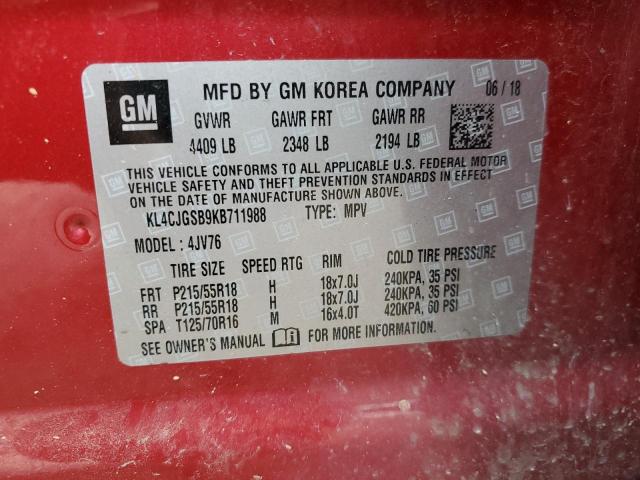 GM
MFD BY GM KOREA COMPANY 06 / 18
GVWR GAWR FRT GAWR RR
4409 LB 2348 LB 2194 LB
THIS VEHICLE CONFORMS TO ALL APPLICABLE U.S. FEDERAL MOTOR
VEHICLE SAFETY AND THEFT PREVENTION STANDARDS IN EFFECT
ON THE DATE OF MANUFACTURE SHOWN ABOVE.
KL4CJGSB9KB711988 TYPE: MPV
MODEL : 4JV76
TIRE SIZE SPEED RTG RIM COLD TIRE PRESSURE
FRT P215/55R18 H 18x7.0J 240KPA, 35 PSI
RR P215/55R18 H 18x7.0J 240KPA, 35 PSI
SPA T125/70R16 M 16x4.0T 420KPA, 60 PSI
SEE OWNER'S MANUAL FOR MORE INFORMATION